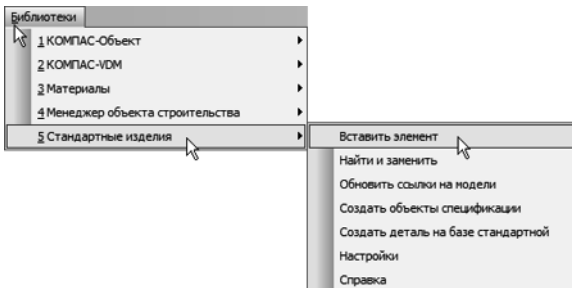 Библиотеки
1 КОМПАС-Объект
2 КОМПАС-VDM
3 Материалы
4 Менеджер объекта строительства
5 Стандартные изделия
Вставить элемент
Найти и заменить
Обновить ссылки на модели
Создать объекты спецификации
Создать деталь на базе стандартной
Настройки
Справка